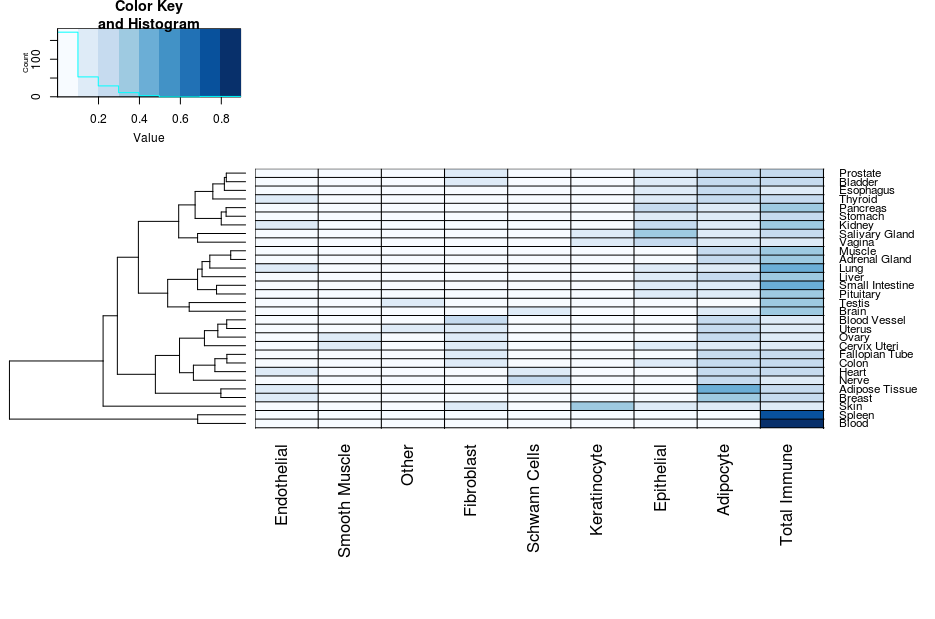 Color Key
and Histogram
Count
0
100
0.2 0.4 0.6 0.8
Value
Prostate
Bladder
Esophagus
Thyroid
Pancreas
Stomach
Kidney
Salivary Gland
Vagina
Muscle
Adrenal Gland
Lung
Liver
Small Intestine
Pituitary
Testis
Brain
Blood Vessel
Uterus
Ovary
Cervix Uteri
Fallopian Tube
Colon
Heart
Nerve
Adipose Tissue
Breast
Skin
Spleen
Blood
Endothelial
Smooth Muscle
Other
Fibroblast
Schwann Cells
Keratinocyte
Epithelial
Adipocyte
Total Immune